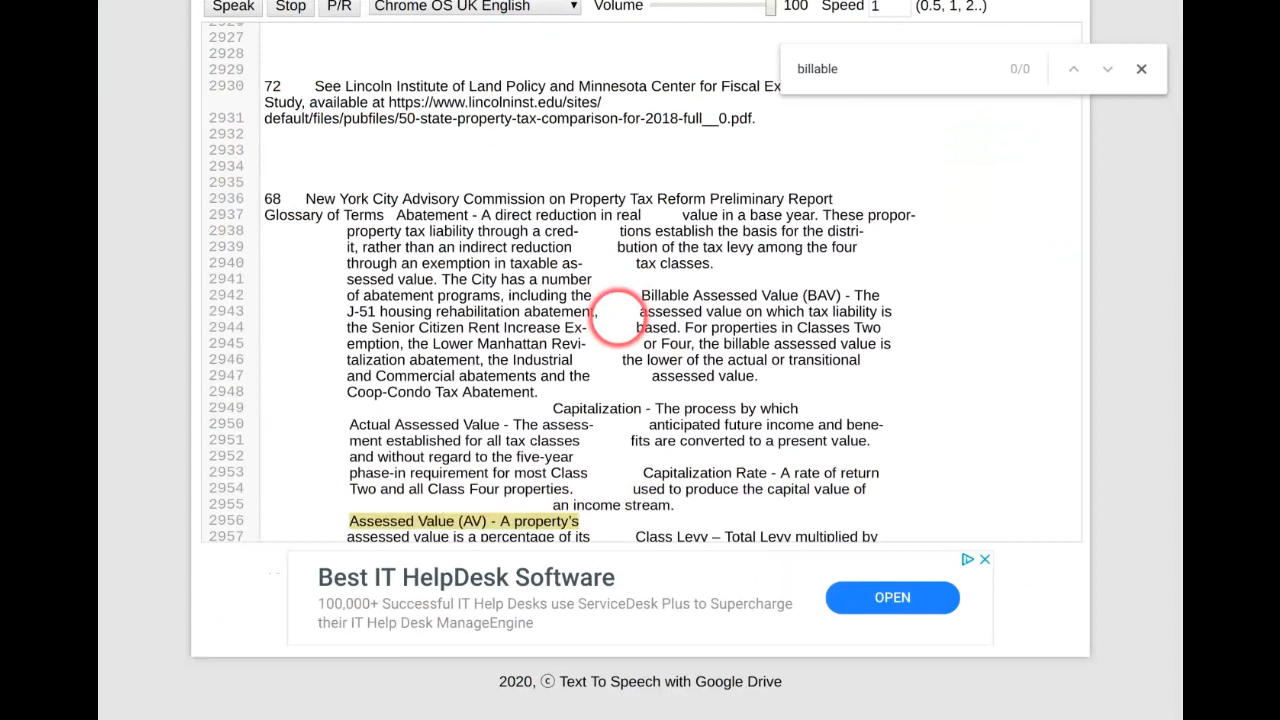 Speak Stop P/R Chrome OS UK English Volume 100 Speed 1 (0.5, 1, 2..)
2926
2927
2928
billable 0/0
2929
2930 72 See Lincoln Institute of Land Policy and Minnesota Center for Fiscal Ex
Study, available at https://www.lincolninst.edu/sites/
2931 default/files/pubfiles/50-state-property-tax-comparison-for-2018-full__0.pdf.
2932
2933
2934
2935
2936 68 New York City Advisory Commission on Property Tax Reform Preliminary Report
2937 Glossary of Terms Abatement - A direct reduction in real value in a base year. These propor-
2938 property tax liability through a cred- tions establish the basis for the distri-
2939 it, rather than an indirect reduction bution of the tax levy among the four
2940 through an exemption in taxable as- tax classes.
2941 sessed value. The City has a number
2942 of abatement programs, including the Billable Assessed Value (BAV) - The
2943 J-51 housing rehabilitation abatement, assessed value on which tax liability is
2944 the Senior Citizen Rent Increase Ex- based. For properties in Classes Two
2945 emption, the Lower Manhattan Revi- or Four, the billable assessed value is
2946 talization abatement, the Industrial the lower of the actual or transitional
2947 and Commercial abatements and the assessed value.
2948 Coop-Condo Tax Abatement.
2949 Capitalization - The process by which
2950 Actual Assessed Value - The assess- anticipated future income and bene-
2951 ment established for all tax classes fits are converted to a present value.
2952 and without regard to the five-year
2953 phase-in requirement for most Class Capitalization Rate - A rate of return
2954 Two and all Class Four properties. used to produce the capital value of
2955 an income stream.
2956 Assessed Value (AV) - A property's
2957 assessed value is a percentage of its Class Levy – Total Levy multiplied by
Best IT HelpDesk Software
100,000+ Successful IT Help Desks use ServiceDesk Plus to Supercharge
their IT Help Desk ManageEngine
OPEN
2020, ⓒ Text To Speech with Google Drive